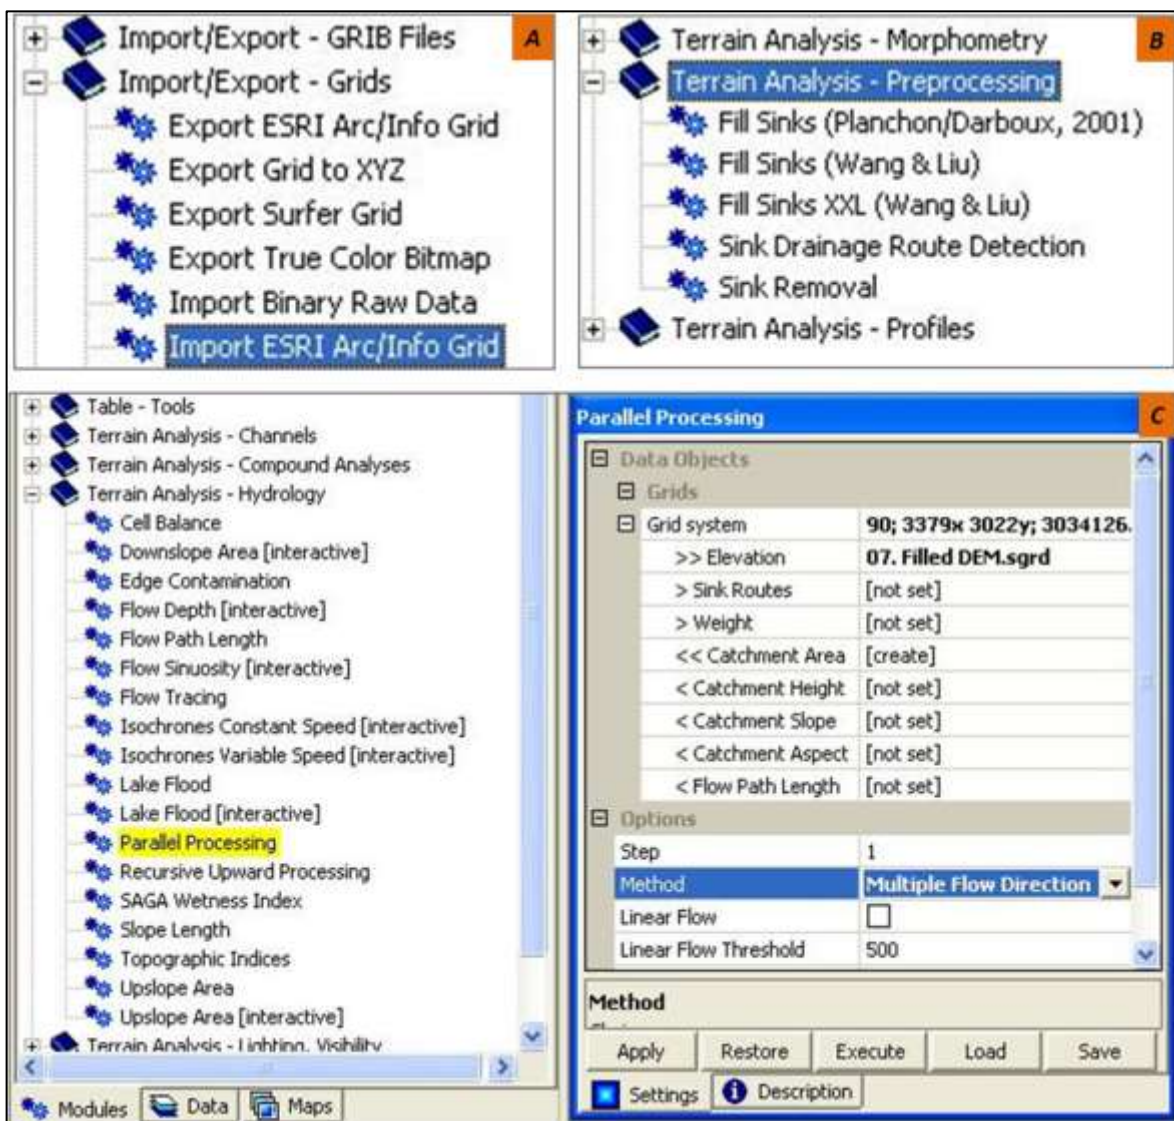 Import/Export - GRIB Files
A
Import/Export - Grids
Export ESRI Arc/Info Grid
Export Grid to XYZ
Export Surfer Grid
Export True Color Bitmap
Import Binary Raw Data
Import ESRI Arc/Info Grid
Terrain Analysis - Morphometry
B
Terrain Analysis - Preprocessing
Fill Sinks (Planchon/Darboux, 2001)
Fill Sinks (Wang & Liu)
Fill Sinks XXL (Wang & Liu)
Sink Drainage Route Detection
Sink Removal
Terrain Analysis - Profiles
Table - Tools
Terrain Analysis - Channels
Terrain Analysis - Compound Analyses
Terrain Analysis - Hydrology
Cell Balance
Downslope Area [interactive]
Edge Contamination
Flow Depth [interactive]
Flow Path Length
Flow Sinuosity [interactive]
Flow Tracing
Isochrones Constant Speed [interactive]
Isochrones Variable Speed [interactive]
Lake Flood
Lake Flood [interactive]
Parallel Processing
Recursive Upward Processing
SAGA Wetness Index
Slope Length
Topographic Indices
Upslope Area
Upslope Area [interactive]
Terrain Analysis - Lighting, Visibility
Modules Data Maps
Parallel Processing
C
Data Objects
Grids
Grid system 90; 3379x 3022y; 3034126.
>> Elevation 07. Filled DEM.sgrd
> Sink Routes [not set]
> Weight [not set]
<< Catchment Area [create]
< Catchment Height [not set]
< Catchment Slope [not set]
< Catchment Aspect [not set]
< Flow Path Length [not set]
Options
Step 1
Method Multiple Flow Direction
Linear Flow
Linear Flow Threshold 500
Method
Apply Restore Execute Load Save
Settings Description